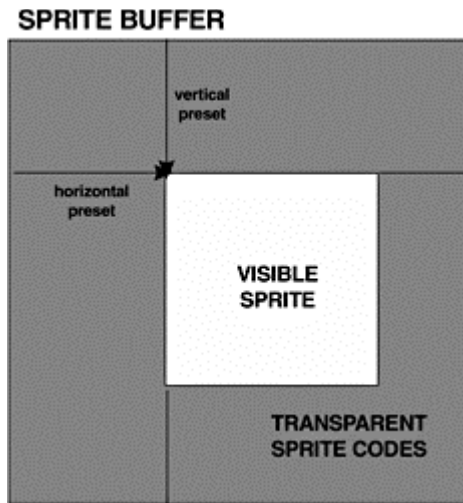 SPRITE BUFFER
vertical
preset
horizontal
preset
VISIBLE
SPRITE
TRANSPARENT
SPRITE CODES